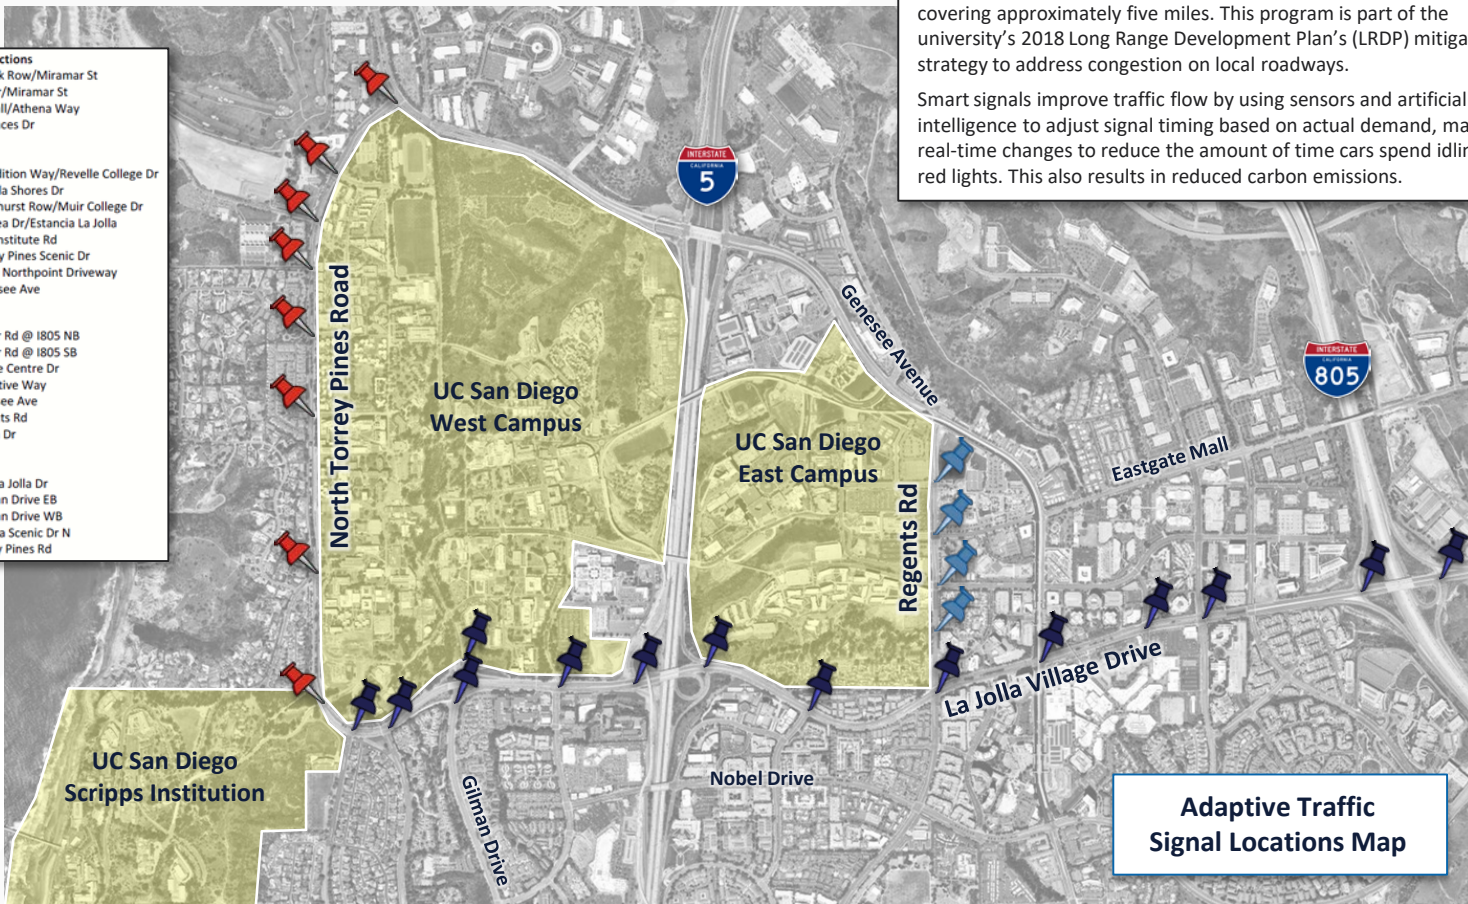 covering approximately five miles. This program is part of the
university’s 2018 Long Range Development Plan’s (LRDP) mitiga
strategy to address congestion on local roadways.
Smart signals improve traffic flow by using sensors and artificial
intelligence to adjust signal timing based on actual demand, ma
real-time changes to reduce the amount of time cars spend idlin
red lights. This also results in reduced carbon emissions.
ctions
k Row/Miramar St
r/Miramar St
ll/Athena Way
ces Dr
dition Way/Revelle College Dr
la Shores Dr
hurst Row/Muir College Dr
ea Dr/Estancia La Jolla
nstitute Rd
y Pines Scenic Dr
Northpoint Driveway
see Ave
r Rd @ I805 NB
r Rd @ I805 SB
e Centre Dr
tive Way
ee Ave
ts Rd
Dr
a Jolla Dr
n Drive EB
n Drive WB
a Scenic Dr N
y Pines Rd
INTERSTATE
CALIFORNIA
5
Genesee Avenue
INTERSTATE
CALIFORNIA
805
North Torrey Pines Road
UC San Diego
West Campus
UC San Diego
East Campus
Eastgate Mall
Regents Rd
La Jolla Village Drive
UC San Diego
Scripps Institution
Gilman Drive
Nobel Drive
Adaptive Traffic
Signal Locations Map